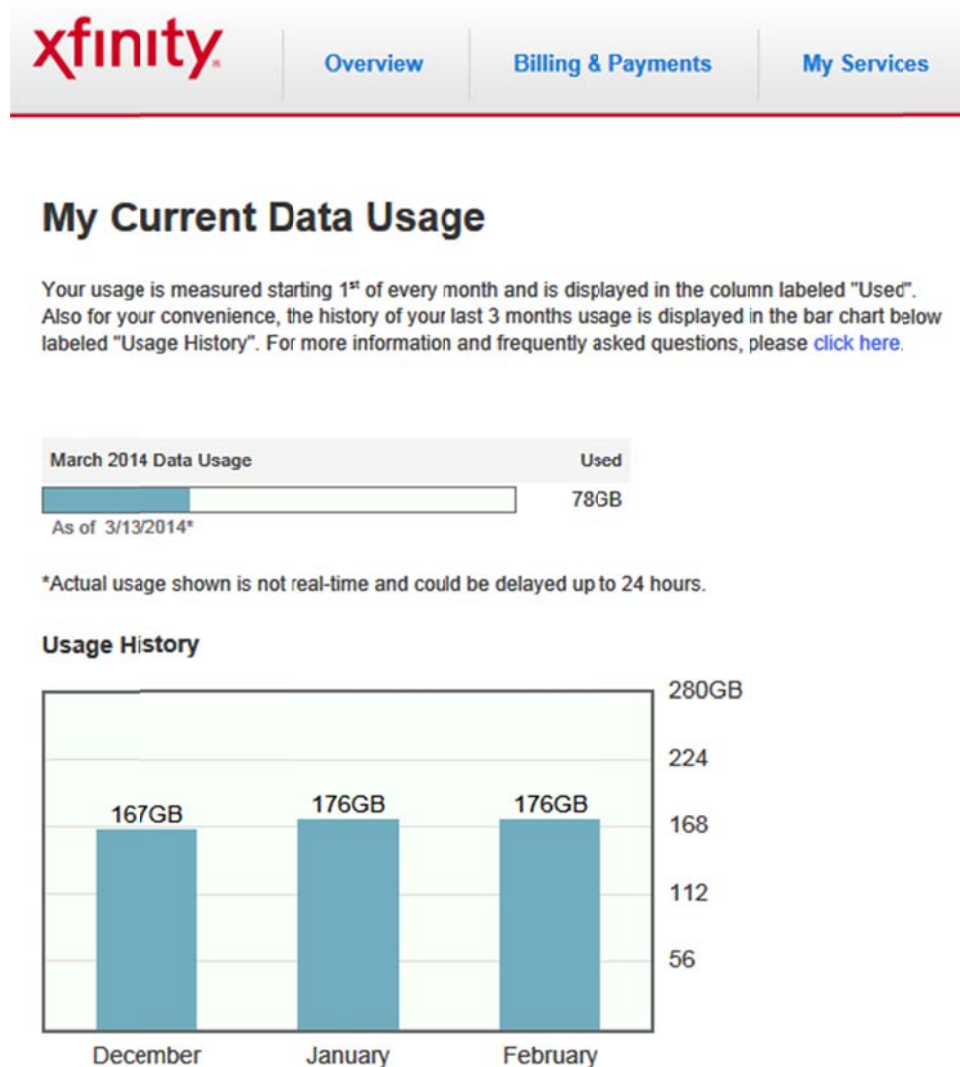 xfinity.
Overview Billing & Payments My Services
My Current Data Usage
Your usage is measured starting 1st of every month and is displayed in the column labeled "Used".
Also for your convenience, the history of your last 3 months usage is displayed in the bar chart below
labeled "Usage History". For more information and frequently asked questions, please click here.
March 2014 Data Usage Used
78GB
As of 3/13/2014*
*Actual usage shown is not real-time and could be delayed up to 24 hours.
Usage History
280GB
224
167GB 176GB 176GB
168
112
56
December January February